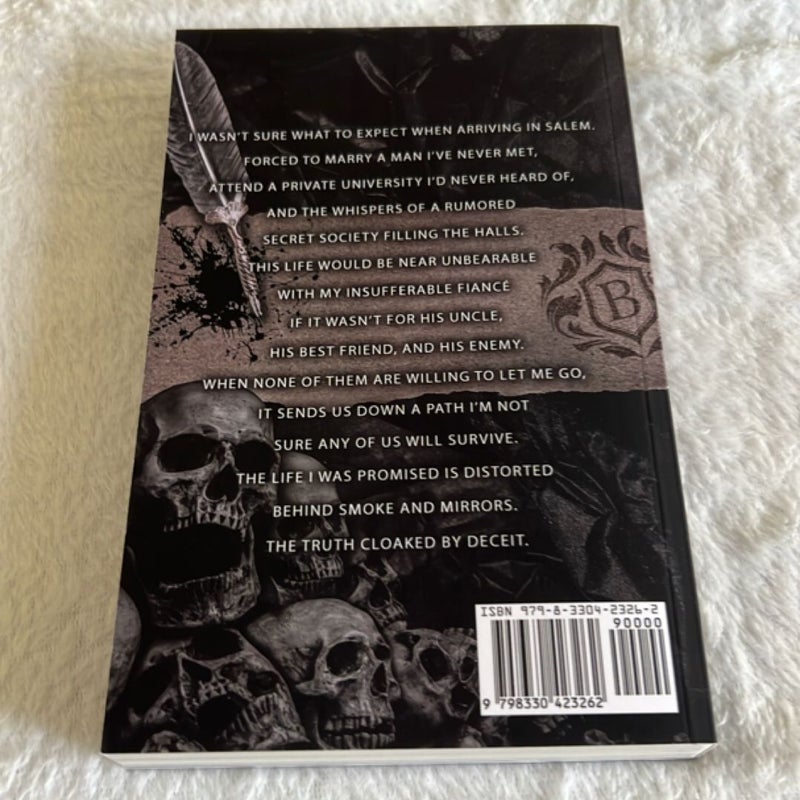 I WASN'T SURE WHAT TO EXPECT WHEN ARRIVING IN SALEM.
FORCED TO MARRY A MAN I'VE NEVER MET,
ATTEND A PRIVATE UNIVERSITY I'D NEVER HEARD OF,
AND THE WHISPERS OF A RUMORED
SECRET SOCIETY FILLING THE HALLS.
THIS LIFE WOULD BE NEAR UNBEARABLE
WITH MY INSUFFERABLE FIANCÉ
IF IT WASN'T FOR HIS UNCLE,
HIS BEST FRIEND, AND HIS ENEMY.
WHEN NONE OF THEM ARE WILLING TO LET ME GO,
IT SENDS US DOWN A PATH I'M NOT
SURE ANY OF US WILL SURVIVE.
THE LIFE I WAS PROMISED IS DISTORTED
BEHIND SMOKE AND MIRRORS.
THE TRUTH CLOAKED BY DECEIT.
B
ISBN 979-8-3304-2326-2
90000
9 798330 423262